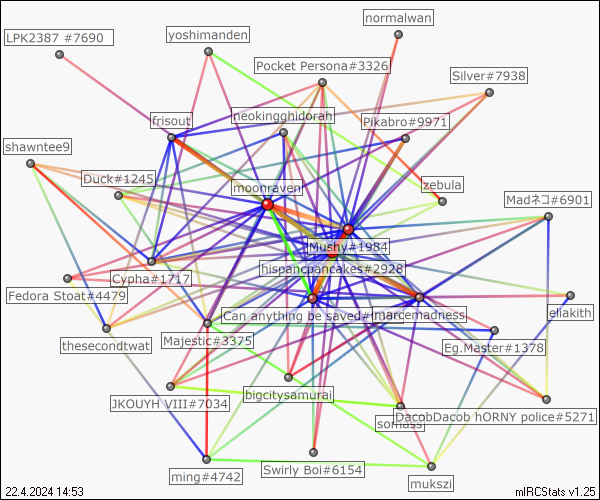 normalwan
LPK2387 #7690
yoshimanden
Pocket Persona#3326
Silver#7938
frisout
neokingghidorah
Pikabro#9971
shawntee9
Duck#1245
moonraven
zebula
Madネコ#6901
Mushy#1984
Cypha#1717
hispancpancakes#2928
Fedora Stoat#4479
Can anything be saved#
marcemadness
ellakith
thesecondtwat
Majestic#3375
Eg.Master#1378
JKOUYH VIII#7034
bigcitysamurai
DacobDacob hORNY police#5271
somass
ming#4742
Swirly Boi#6154
mukszi
22.4.2024 14:53
mIRCStats v1.25